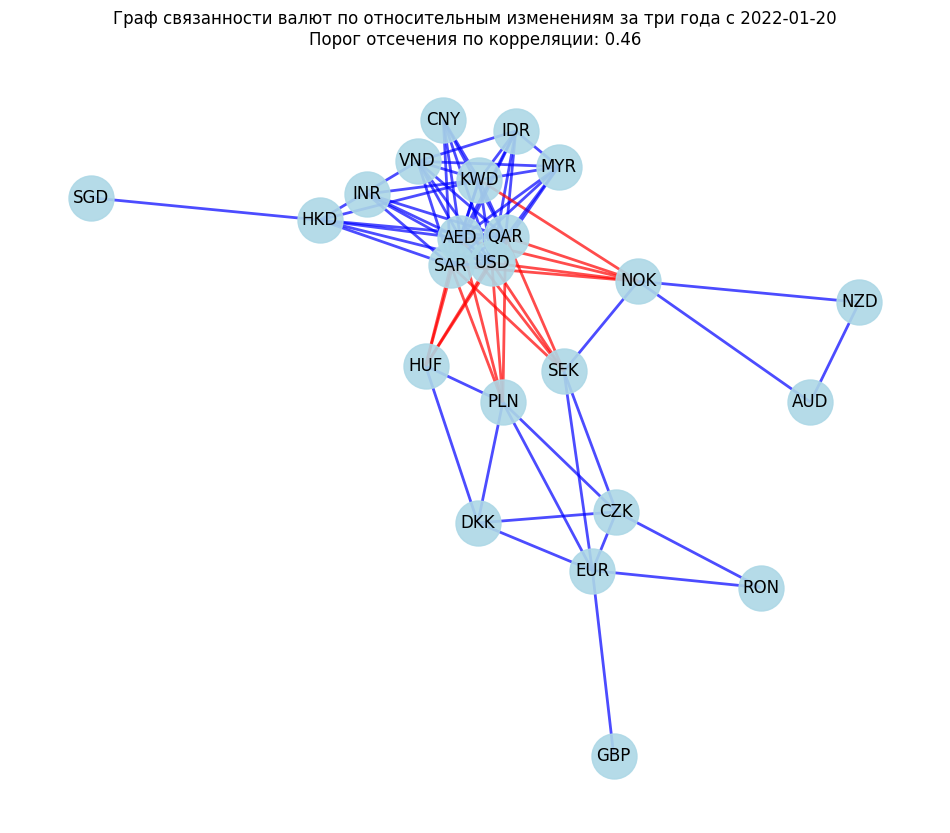 Граф связанности валют по относительным изменениям за три года с 2022-01-20
Порог отсечения по корреляции: 0.46
CNY
IDR
VND
MYR
KWD
INR
SGD
HKD
AED
QAR
SAR
USD
NOK
NZD
HUF
SEK
PLN
AUD
CZK
DKK
EUR
RON
GBP